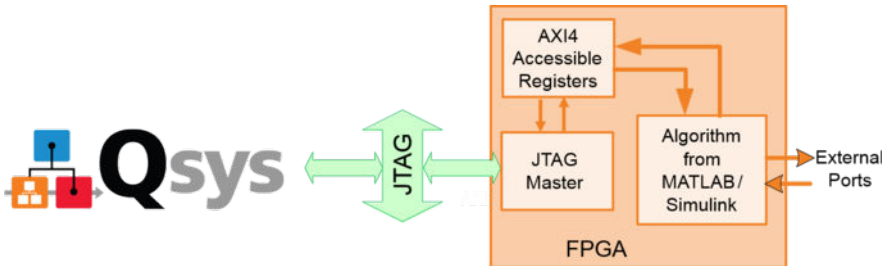 Qsys
JTAG
AXI4
Accessible
Registers
JTAG
Master
Algorithm
from
MATLAB/
Simulink
External
Ports
FPGA